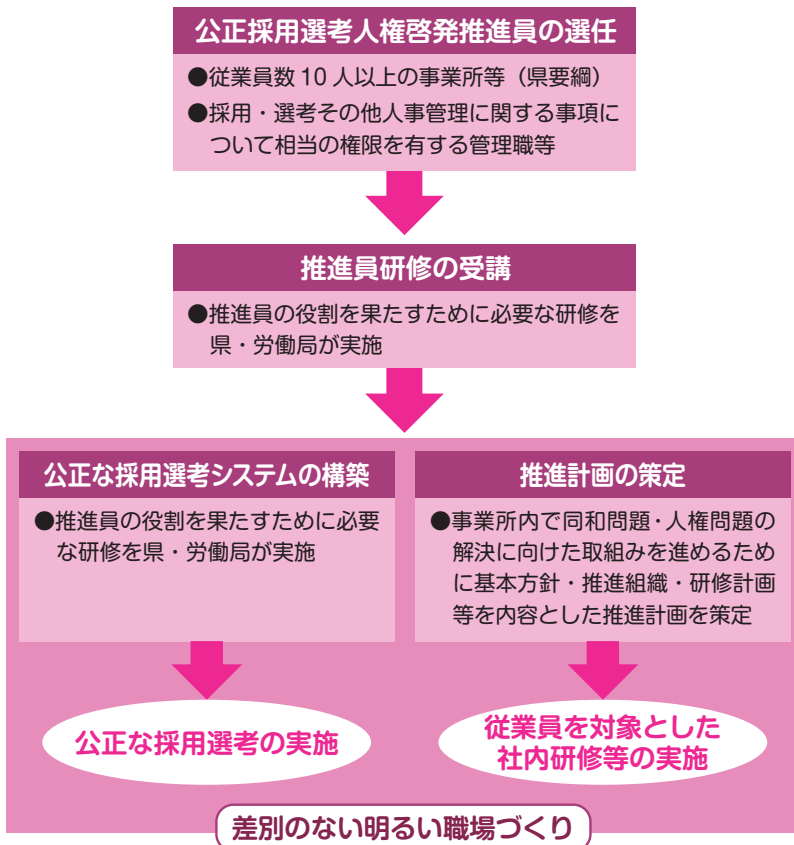 公正採用選考人権啓発推進員の選任
●従業員数10人以上の事業所等（県要綱）
●採用・選考その他人事管理に関する事項に
ついて相当の権限を有する管理職等
推進員研修の受講
●推進員の役割を果たすために必要な研修を
県・労働局が実施
公正な採用選考システムの構築
●推進員の役割を果たすために必要
な研修を県・労働局が実施
公正な採用選考の実施
推進計画の策定
●事業所内で同和問題・人権問題の
解決に向けた取組みを進めるため
に基本方針・推進組織・研修計画
等を内容とした推進計画を策定
従業員を対象とした
社内研修等の実施
差別のない明るい職場づくり